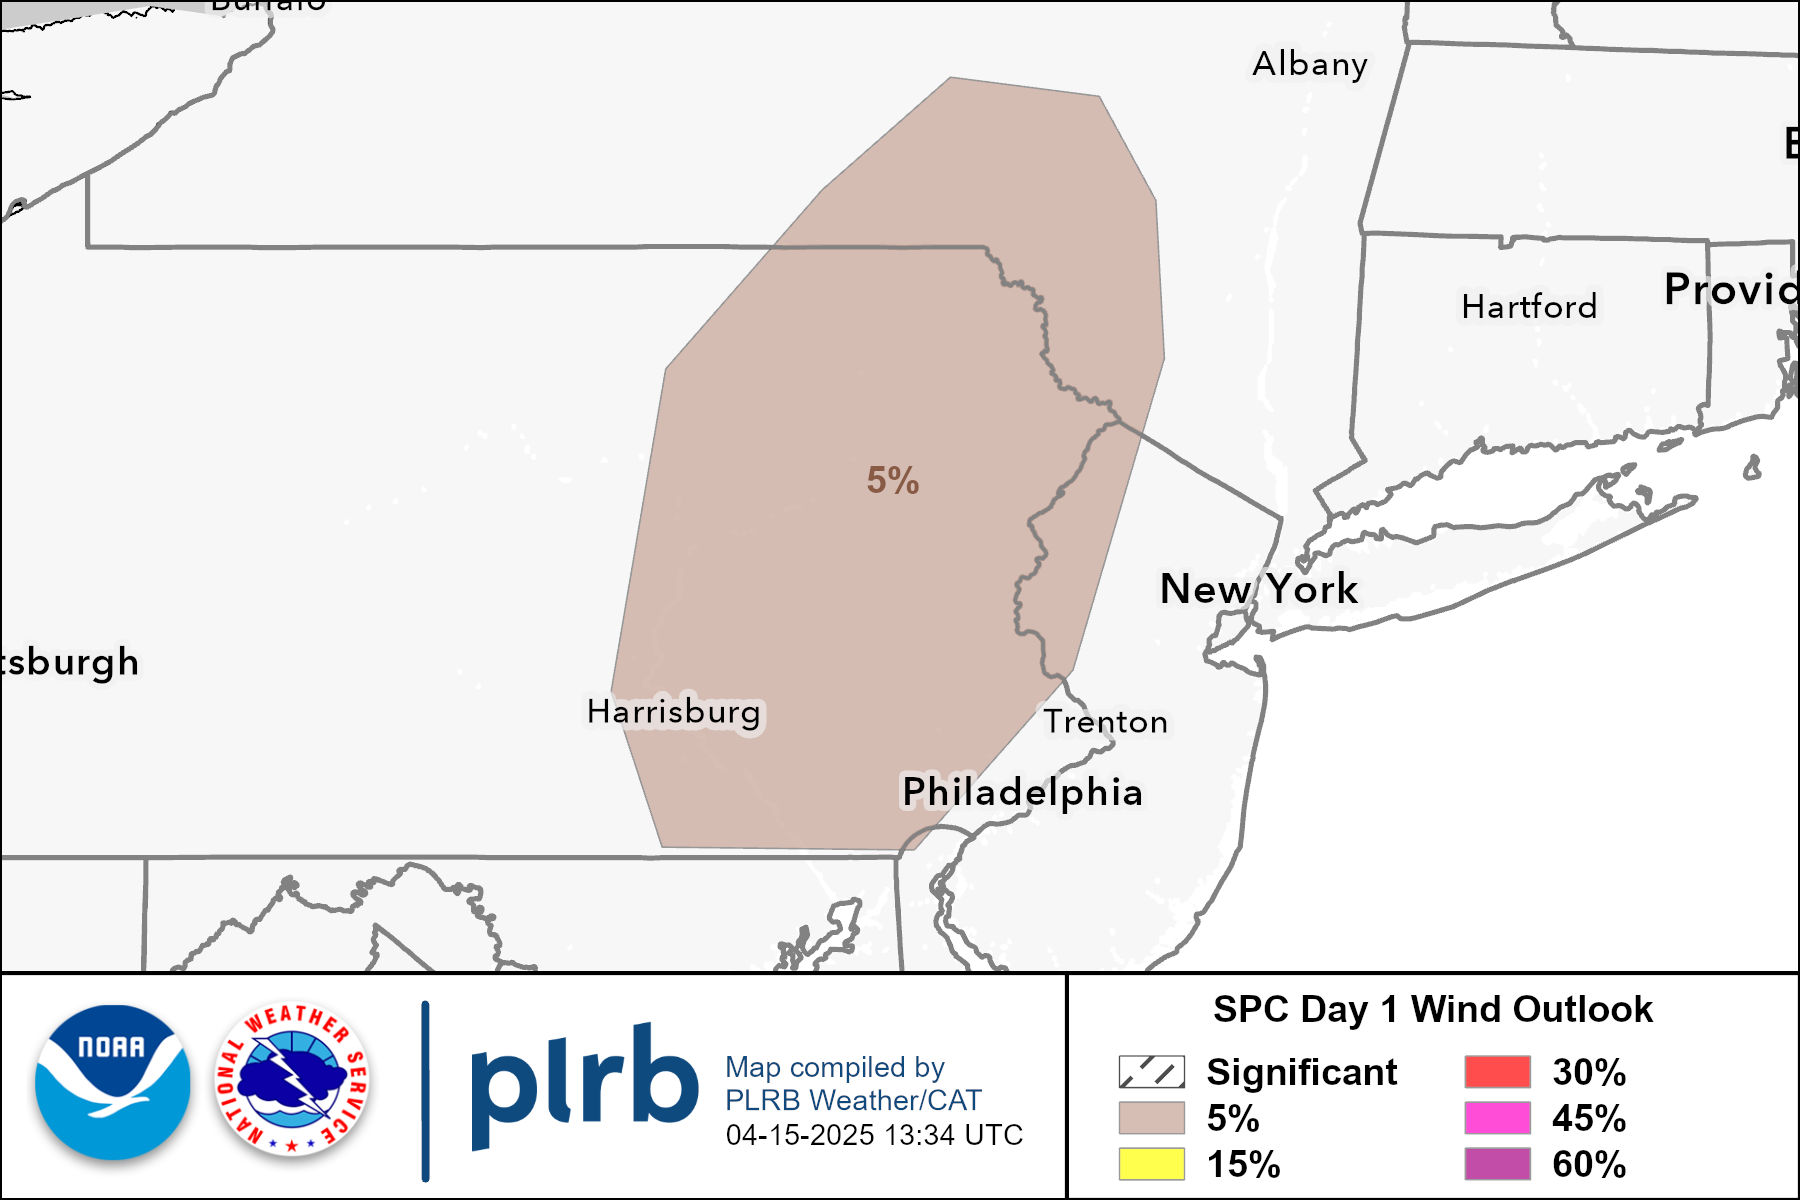 Buffalo
Albany
Hartford
Provid
5%
New York
tsburgh
Harrisburg
Trenton
Philadelphia
NOAA
NATIONAL WEATHER SERVICE
plrb
Map compiled by
PLRB Weather/CAT
04-15-2025 13:34 UTC
SPC Day 1 Wind Outlook
Significant
5%
15%
30%
45%
60%